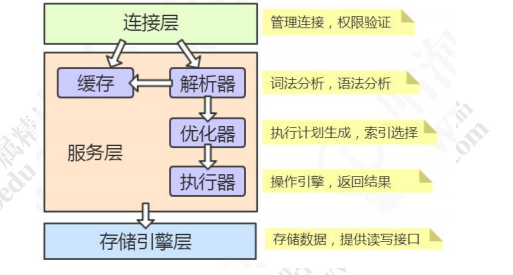 连接层
管理连接，权限验证
缓存
解析器
词法分析，语法分析
服务层
优化器
执行计划生成，索引选择
执行器
操作引擎，返回结果
存储引擎层
存储数据，提供读写接口